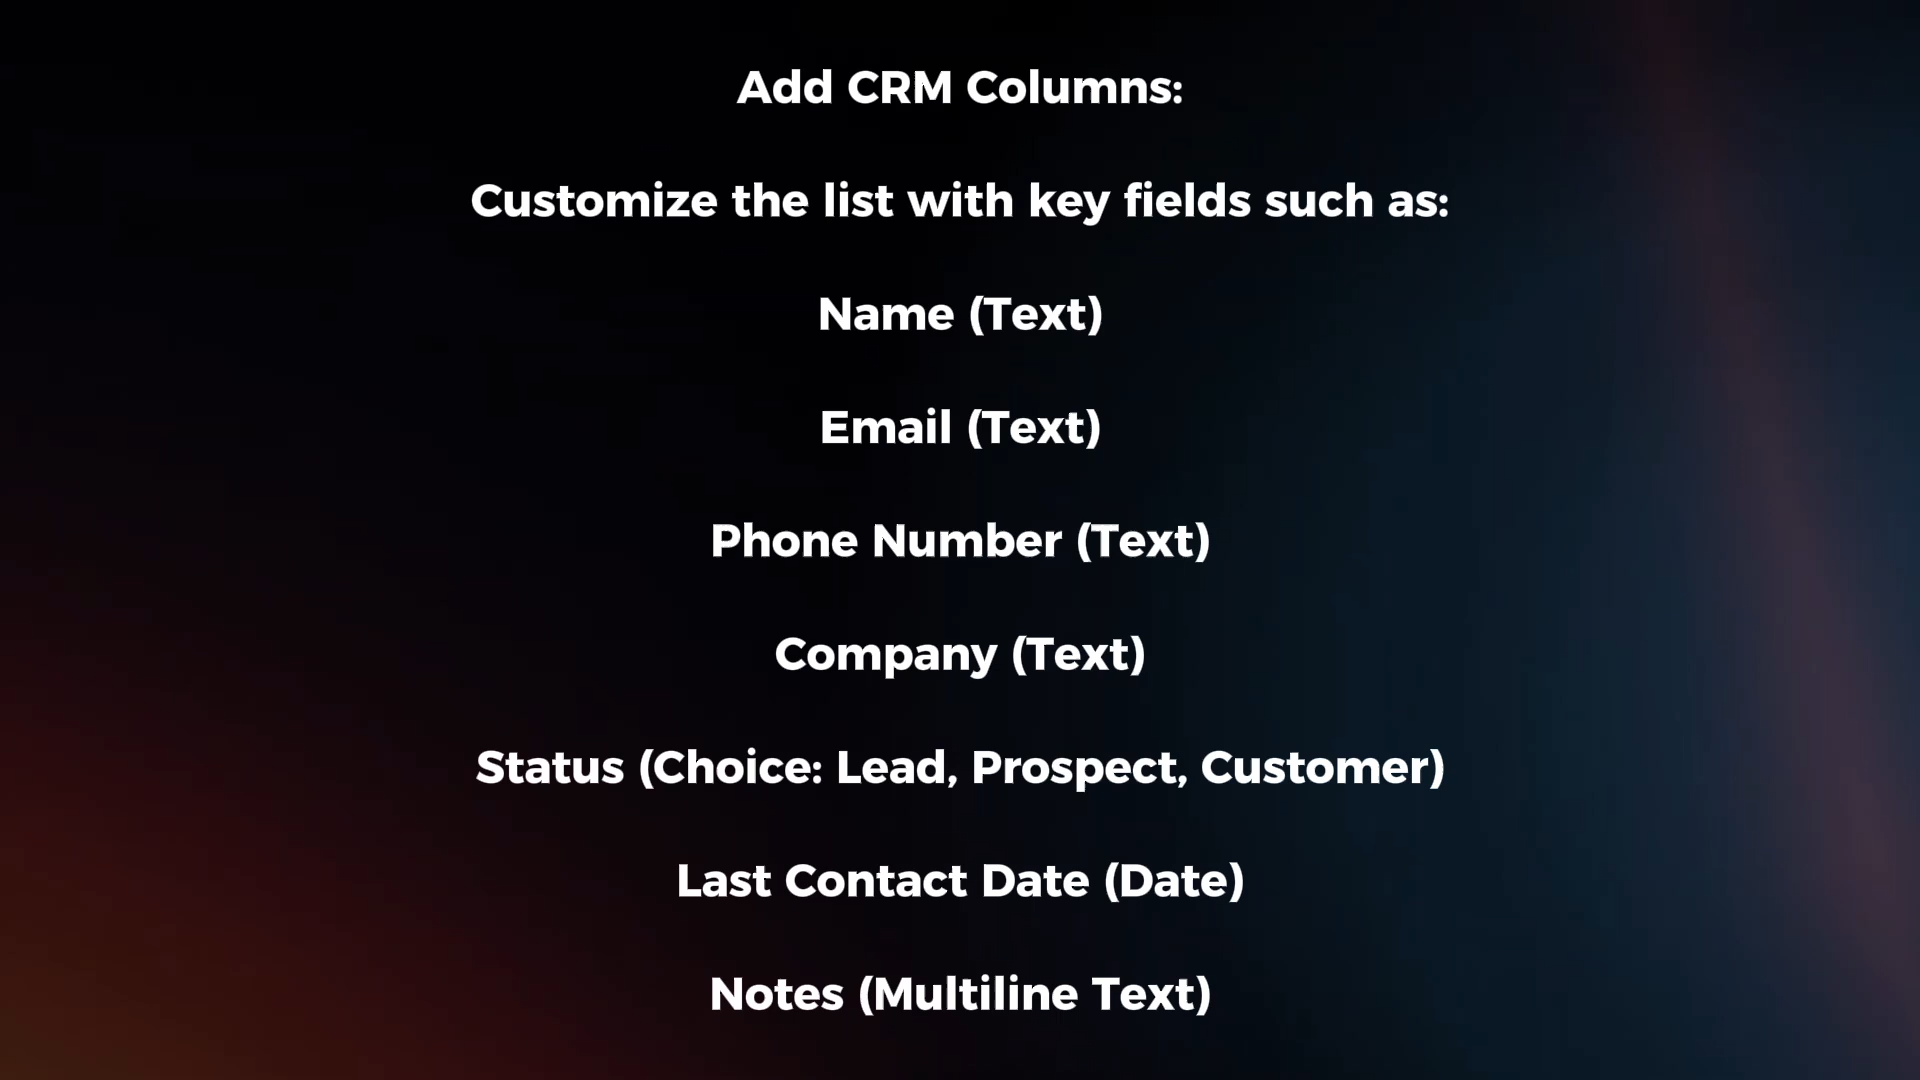 Add CRM Columns:
Customize the list with key fields such as:
Name (Text)
Email (Text)
Phone Number (Text)
Company (Text)
Status (Choice: Lead, Prospect, Customer)
Last Contact Date (Date)
Notes (Multiline Text)